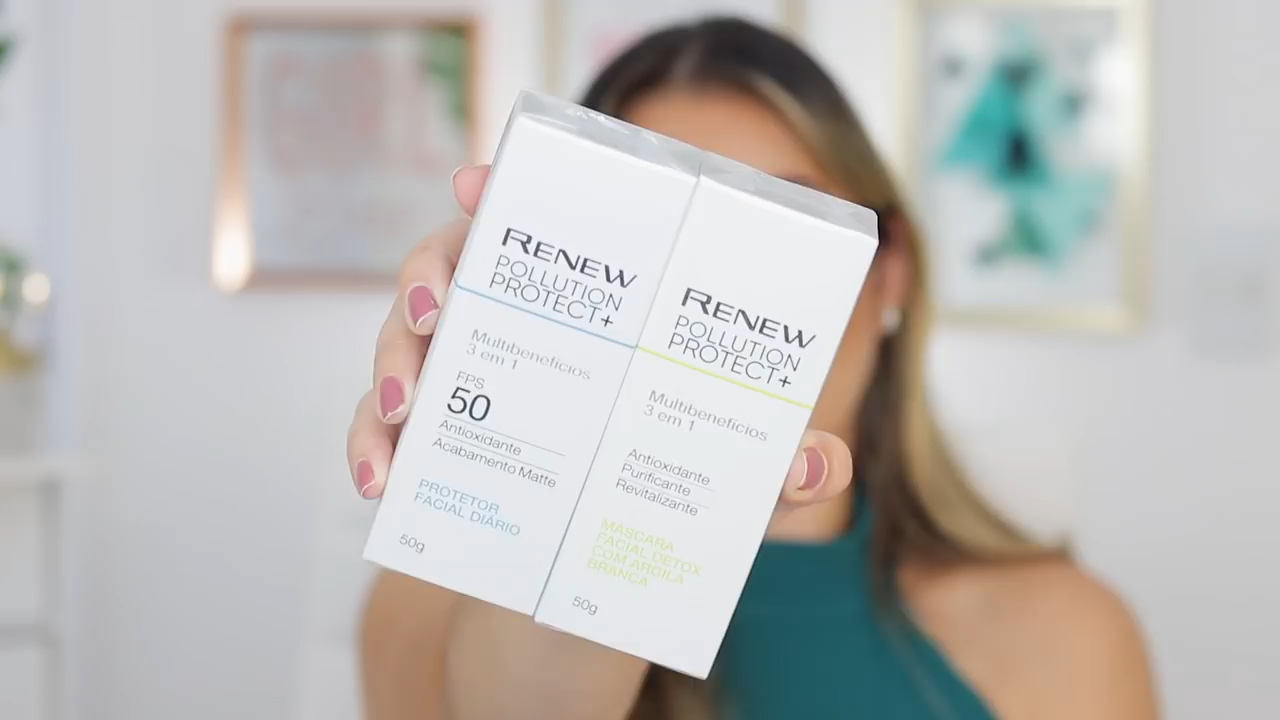 RENEW
POLLUTION
PROTECT+
Multibenefícios
3 em 1
FPS
50
Antioxidante
Acabamento Matte
PROTETOR
FACIAL DIÁRIO
50g
RENEW
POLLUTION
PROTECT+
Multibenefícios
3 em 1
Antioxidante
Purificante
Revitalizante
MÁSCARA
FACIAL DETOX
COM ARGILA
BRANCA
50g